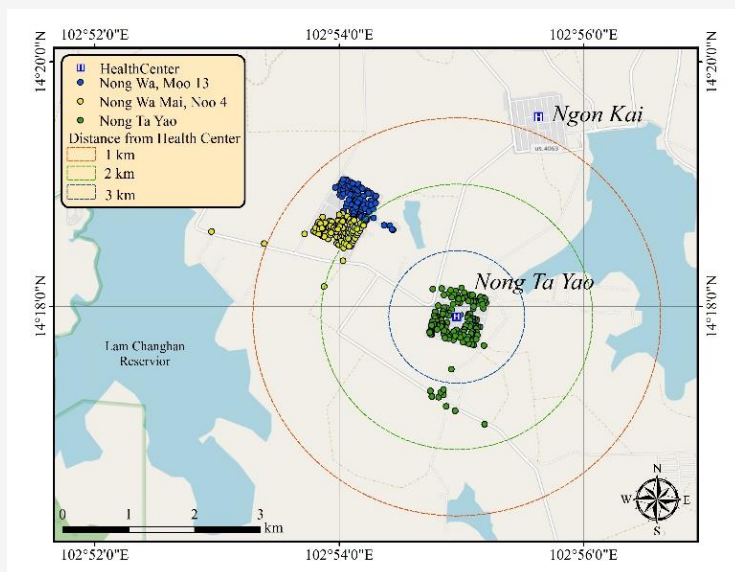 102°52'0"E 102°54'0"E 102°56'0"E
14°20'0"N 14°20'0"N
H HealthCenter
Nong Wa, Moo 13
Nong Wa Mai, Noo 4
Nong Ta Yao
Distance from Health Center
1 km
2 km
3 km
H Ngon Kai
Nong Ta Yao
H
14°18'0"N 14°18'0"N
Lam Changhan
Reservior
N
W E
S
0 1 2 3
km
102°52'0"E 102°54'0"E 102°56'0"E